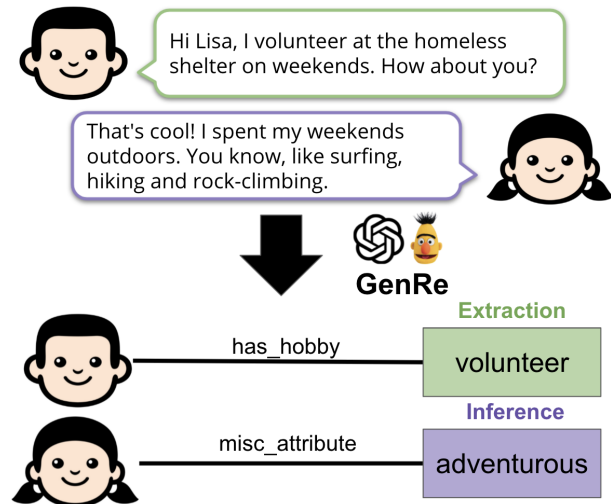 Hi Lisa, I volunteer at the homeless
shelter on weekends. How about you?
That's cool! I spent my weekends
outdoors. You know, like surfing,
hiking and rock-climbing.
GenRe
Extraction
has_hobby
volunteer
Inference
misc_attribute
adventurous